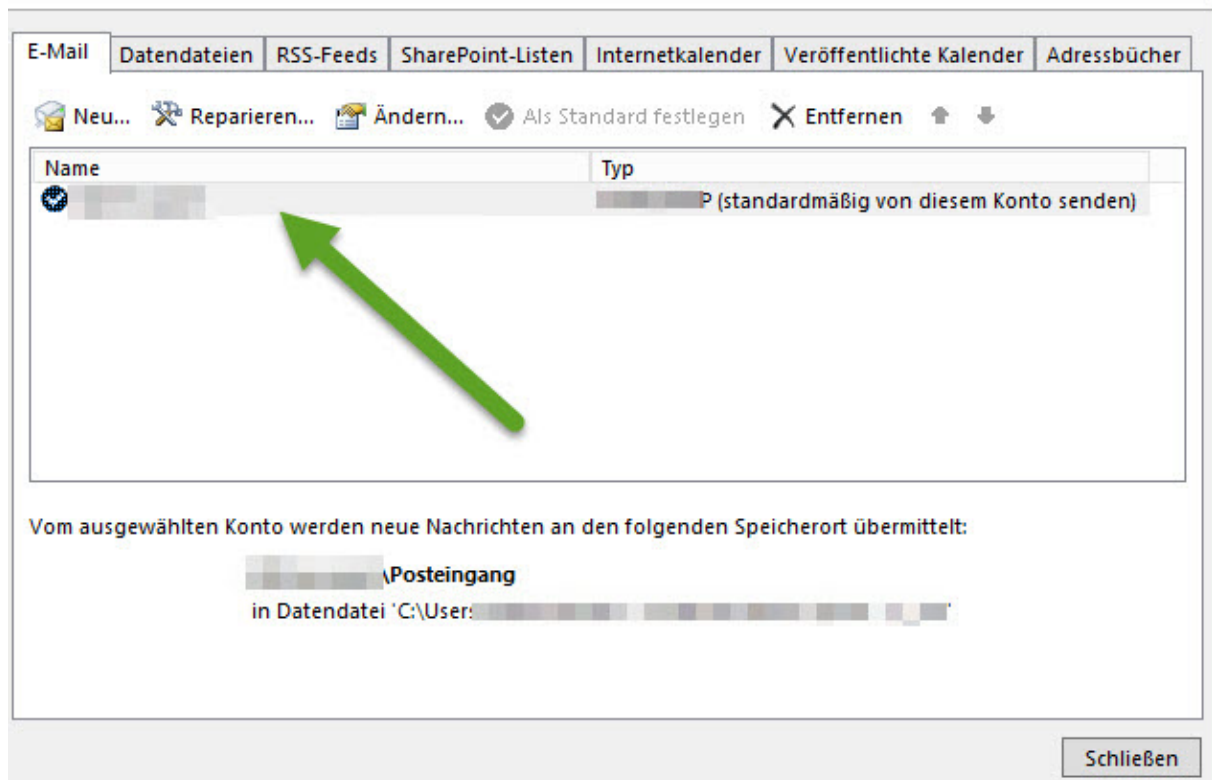 E-Mail Datendateien RSS-Feeds SharePoint-Listen Internetkalender Veröffentlichte Kalender Adressbücher
Neu... Reparieren... Ändern... Als Standard festlegen Entfernen
Name Typ
P (standardmäßig von diesem Konto senden)
Vom ausgewählten Konto werden neue Nachrichten an den folgenden Speicherort übermittelt:
\Posteingang
in Datendatei 'C:\Users
Schließen